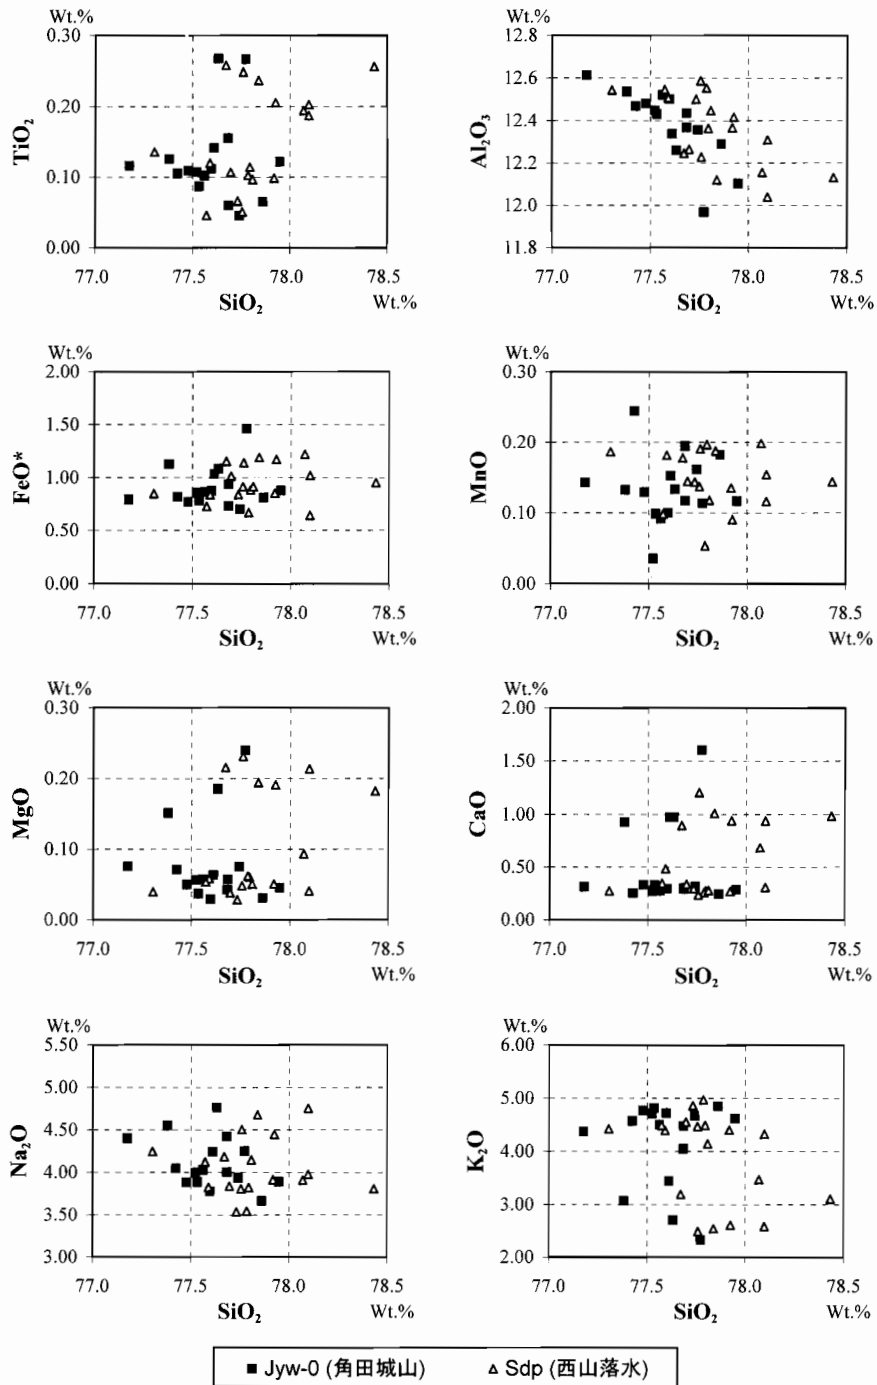 Wt.%
0.30
0.20
0.10
0.00
TiO₂
77.0 77.5 78.0 78.5
SiO₂ Wt.%
Wt.%
12.8
12.6
12.4
12.2
12.0
11.8
Al₂O₃
77.0 77.5 78.0 78.5
SiO₂ Wt.%
Wt.%
2.00
1.50
1.00
0.50
0.00
FeO*
77.0 77.5 78.0 78.5
SiO₂ Wt.%
Wt.%
0.30
0.20
0.10
0.00
MnO
77.0 77.5 78.0 78.5
SiO₂ Wt.%
Wt.%
0.30
0.20
0.10
0.00
MgO
77.0 77.5 78.0 78.5
SiO₂ Wt.%
Wt.%
2.00
1.50
1.00
0.50
0.00
CaO
77.0 77.5 78.0 78.5
SiO₂ Wt.%
Wt.%
5.50
5.00
4.50
4.00
3.50
3.00
Na₂O
77.0 77.5 78.0 78.5
SiO₂ Wt.%
Wt.%
6.00
5.00
4.00
3.00
2.00
K₂O
77.0 77.5 78.0 78.5
SiO₂ Wt.%
■ Jyw-0 (角田城山) △ Sdp (西山落水)